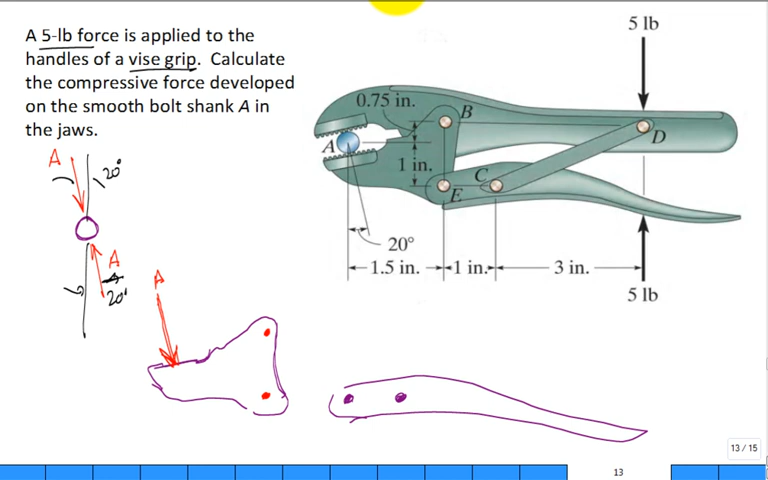 A 5-lb force is applied to the
handles of a vise grip. Calculate
the compressive force developed
on the smooth bolt shank A in
the jaws.
5 lb
0.75 in.
B
A
D
1 in.
C
E
20°
1.5 in.
1 in.
3 in.
5 lb
A
20°
A
20°
A
13 / 15
13